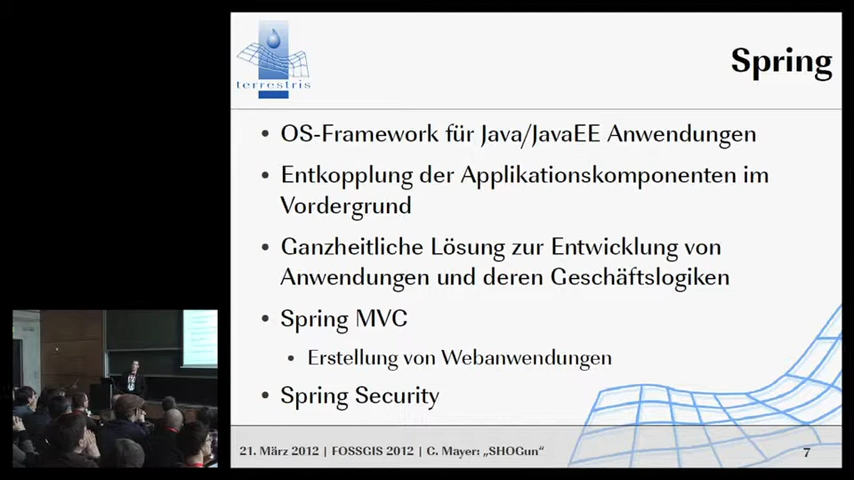 terrestris
Spring
• OS-Framework für Java/JavaEE Anwendungen
• Entkopplung der Applikationskomponenten im
Vordergrund
• Ganzheitliche Lösung zur Entwicklung von
Anwendungen und deren Geschäftslogiken
• Spring MVC
• Erstellung von Webanwendungen
• Spring Security
21. März 2012 | FOSSGIS 2012 | C. Mayer: „SHOGun“
7